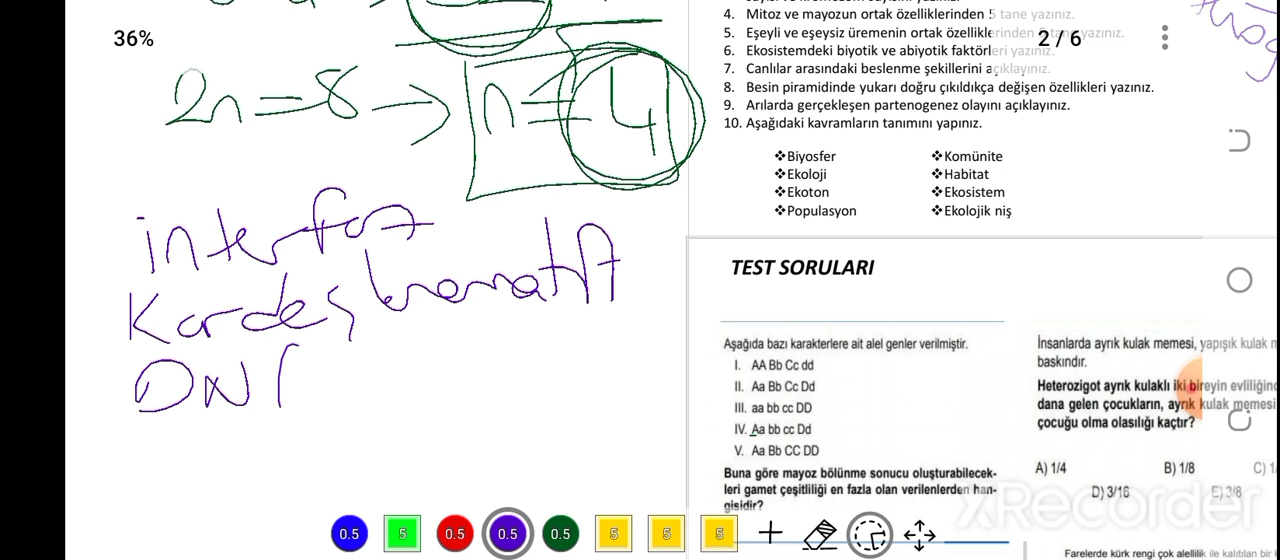 36%
2n=8 → n=4
interfaz
Kardeş kromatit
DN
4. Mitoz ve mayozun ortak özelliklerinden 5 tane yazınız.
5. Eşeyli ve eşeysiz üremenin ortak özelliklerinden tane yazınız.
2 / 6
6. Ekosistemdeki biyotik ve abiyotik faktörleri yazınız.
7. Canlılar arasındaki beslenme şekillerini açıklayınız.
8. Besin piramidinde yukarı doğru çıkıldıkça değişen özellikleri yazınız.
9. Arılarda gerçekleşen partenogenez olayını açıklayınız.
10. Aşağıdaki kavramların tanımını yapınız.
❖Biyosfer
❖Ekoloji
❖Ekoton
❖Populasyon
❖Komünite
❖Habitat
❖Ekosistem
❖Ekolojik niş
TEST SORULARI
Aşağıda bazı karakterlere ait alel genler verilmiştir.
I. AA Bb Cc dd
II. Aa Bb Cc Dd
III. aa bb cc DD
IV. Aa bb cc Dd
V. Aa Bb CC DD
Buna göre mayoz bölünme sonucu oluşturabilecek-
leri gamet çeşitliliği en fazla olan verilenlerden han-
gisidir?
İnsanlarda ayrık kulak memesi, yapışık kulak
baskındır.
Heterozigot ayrık kulaklı iki bireyin evliliğin
dana gelen çocukların, ayrık kulak memesi
çocuğu olma olasılığı kaçtır?
A) 1/4 B) 1/8 C)
D) 3/16 E) 3/8
Farelerde kürk rengi çok alellilik ile kalıtılan bir
0.5 5 0.5 0.5 0.5 5 5 5
XRecorder